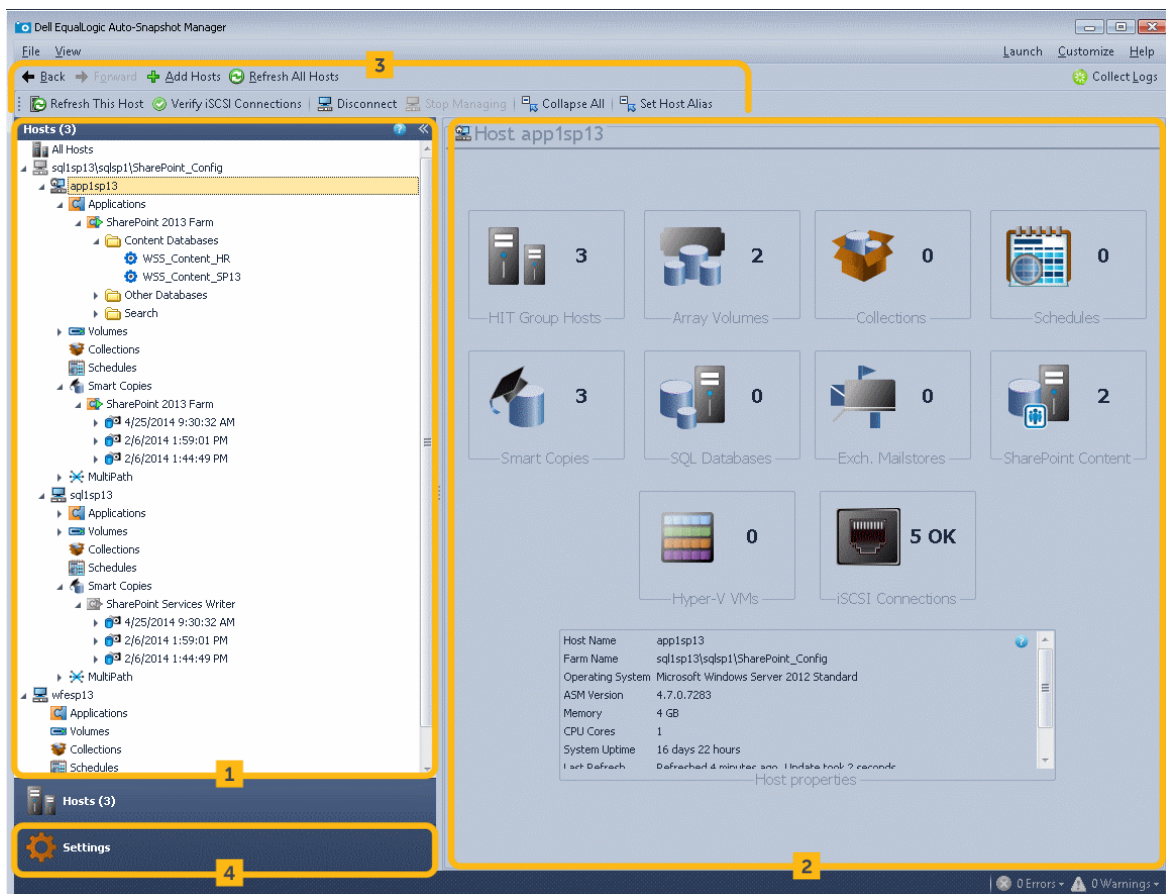 Dell EqualLogic Auto-Snapshot Manager
File View Launch Customize Help
3
Back Forward Add Hosts Refresh All Hosts Collect Logs
Refresh This Host Verify iSCSI Connections Disconnect Stop Managing Collapse All Set Host Alias
Hosts (3)
All Hosts
sql1sp13\sqlsp1\SharePoint_Config
app1sp13
Applications
SharePoint 2013 Farm
Content Databases
WSS_Content_HR
WSS_Content_SP13
Other Databases
Search
Volumes
Collections
Schedules
Smart Copies
SharePoint 2013 Farm
4/25/2014 9:30:32 AM
2/6/2014 1:59:01 PM
2/6/2014 1:44:49 PM
MultiPath
sql1sp13
Applications
Volumes
Collections
Schedules
Smart Copies
SharePoint Services Writer
4/25/2014 9:30:32 AM
2/6/2014 1:59:01 PM
2/6/2014 1:44:49 PM
MultiPath
wfesp13
Applications
Volumes
Collections
Schedules
1
Hosts (3)
Settings
4
Host app1sp13
3 2 0 0
HIT Group Hosts Array Volumes Collections Schedules
3 0 0 2
Smart Copies SQL Databases Exch. Mailstores SharePoint Content
0 5 OK
Hyper-V VMs iSCSI Connections
Host Name app1sp13
Farm Name sql1sp13\sqlsp1\SharePoint_Config
Operating System Microsoft Windows Server 2012 Standard
ASM Version 4.7.0.7283
Memory 4 GB
CPU Cores 1
System Uptime 16 days 22 hours
Last Refresh Refreshed 4 minutes ago. Update took 2 seconds
Host properties
2
0 Errors 0 Warnings